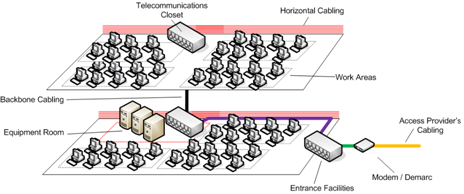 Telecommunications
Closet
Horizontal Cabling
Work Areas
Backbone Cabling
Equipment Room
Access Provider's
Cabling
Modem / Demarc
Entrance Facilities